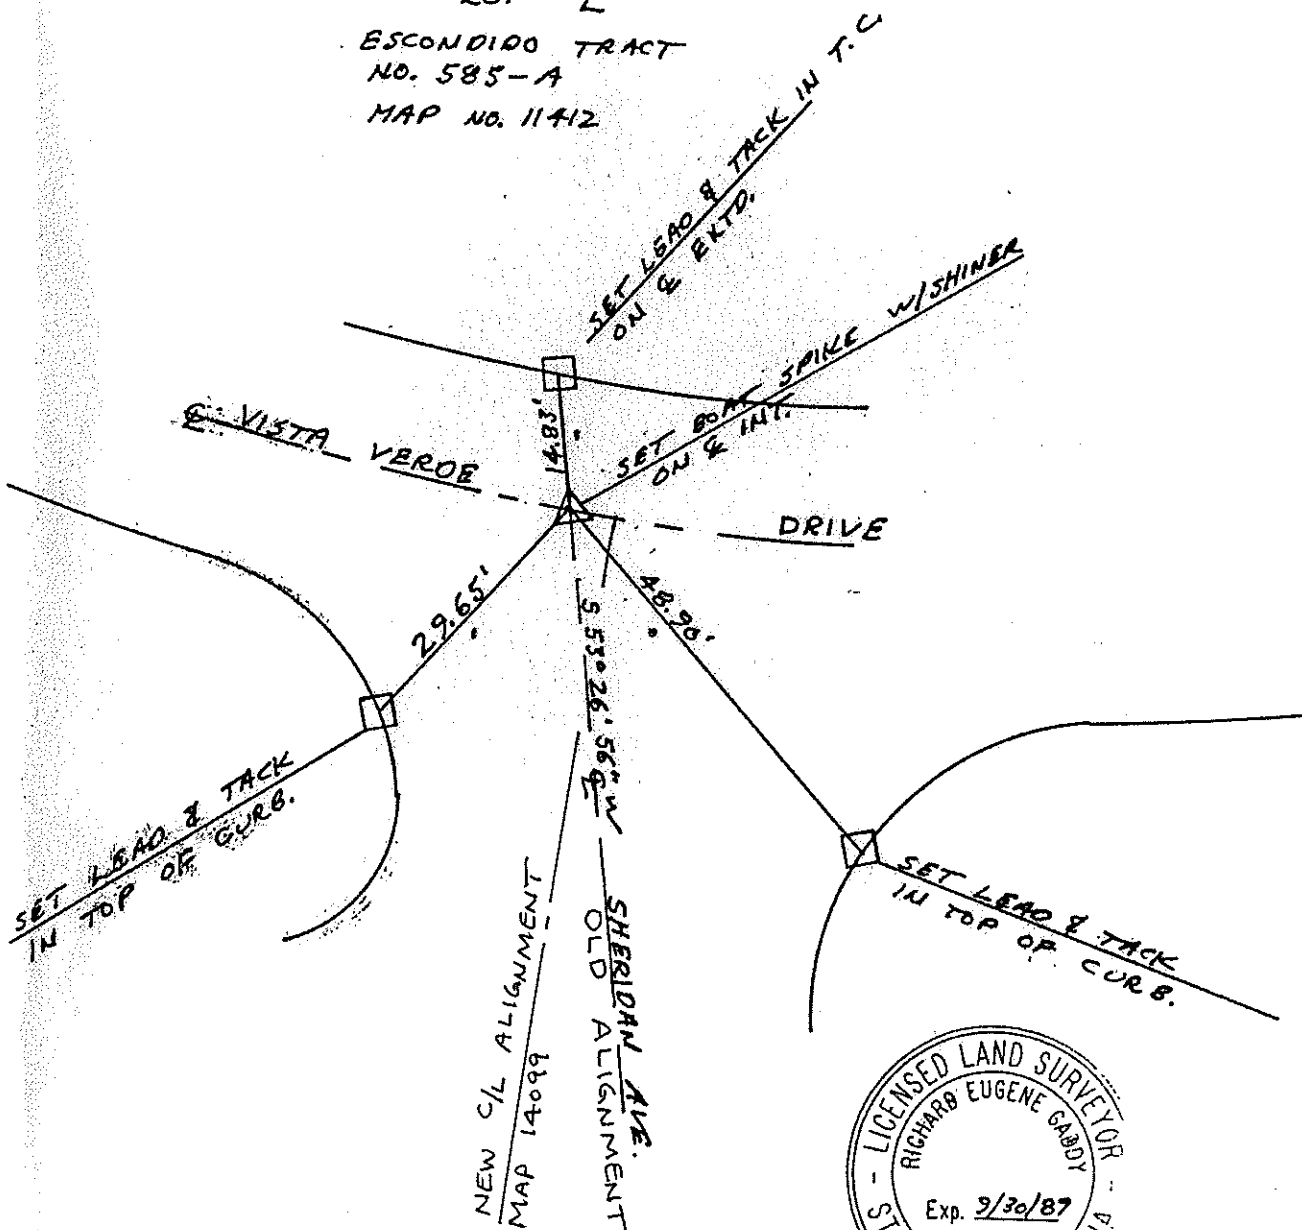 ESCONDIDO TRACT
NO. 585-A
MAP NO. 11412
SET LEAD & TACK IN T.C
ON ℄ EXTD.
SET BOAT SPIKE W/SHINER
ON ℄ INT.
℄ VISTA VERDE DRIVE
14.83'
29.65'
48.90'
S 53° 26' 56" W
℄ SHERIDAN AVE.
OLD ALIGNMENT
NEW C/L ALIGNMENT
MAP 14099
SET LEAD & TACK
IN TOP OF CURB.
SET LEAD & TACK
IN TOP OF CURB.
LICENSED LAND SURVEYOR
RICHARD EUGENE GADDY
Exp. 9/30/87